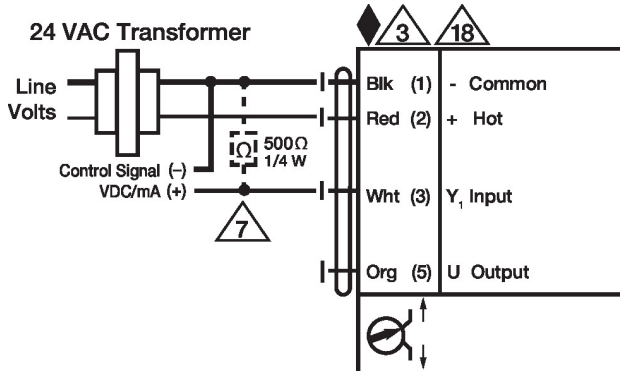 24 VAC Transformer
3
18
Line
Volts
Blk (1) - Common
Red (2) + Hot
Ω
500Ω
1/4 W
Control Signal (–)
VDC/mA (+)
Wht (3) Y₁ Input
7
Org (5) U Output